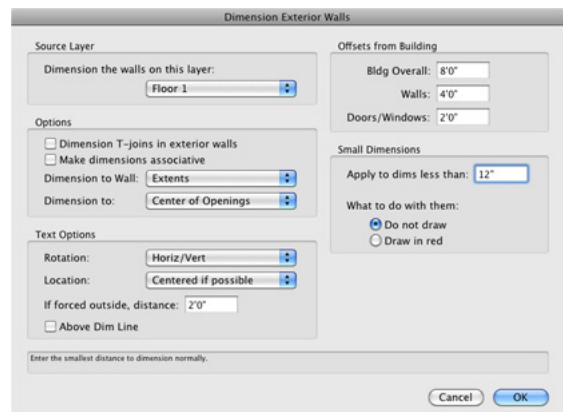 Dimension Exterior Walls
Source Layer
Dimension the walls on this layer:
Floor 1
Options
Dimension T-joins in exterior walls
Make dimensions associative
Dimension to Wall: Extents
Dimension to: Center of Openings
Text Options
Rotation: Horiz/Vert
Location: Centered if possible
If forced outside, distance: 2'0"
Above Dim Line
Offsets from Building
Bldg Overall: 8'0"
Walls: 4'0"
Doors/Windows: 2'0"
Small Dimensions
Apply to dims less than: 12"
What to do with them:
Do not draw
Draw in red
Enter the smallest distance to dimension normally.
Cancel OK